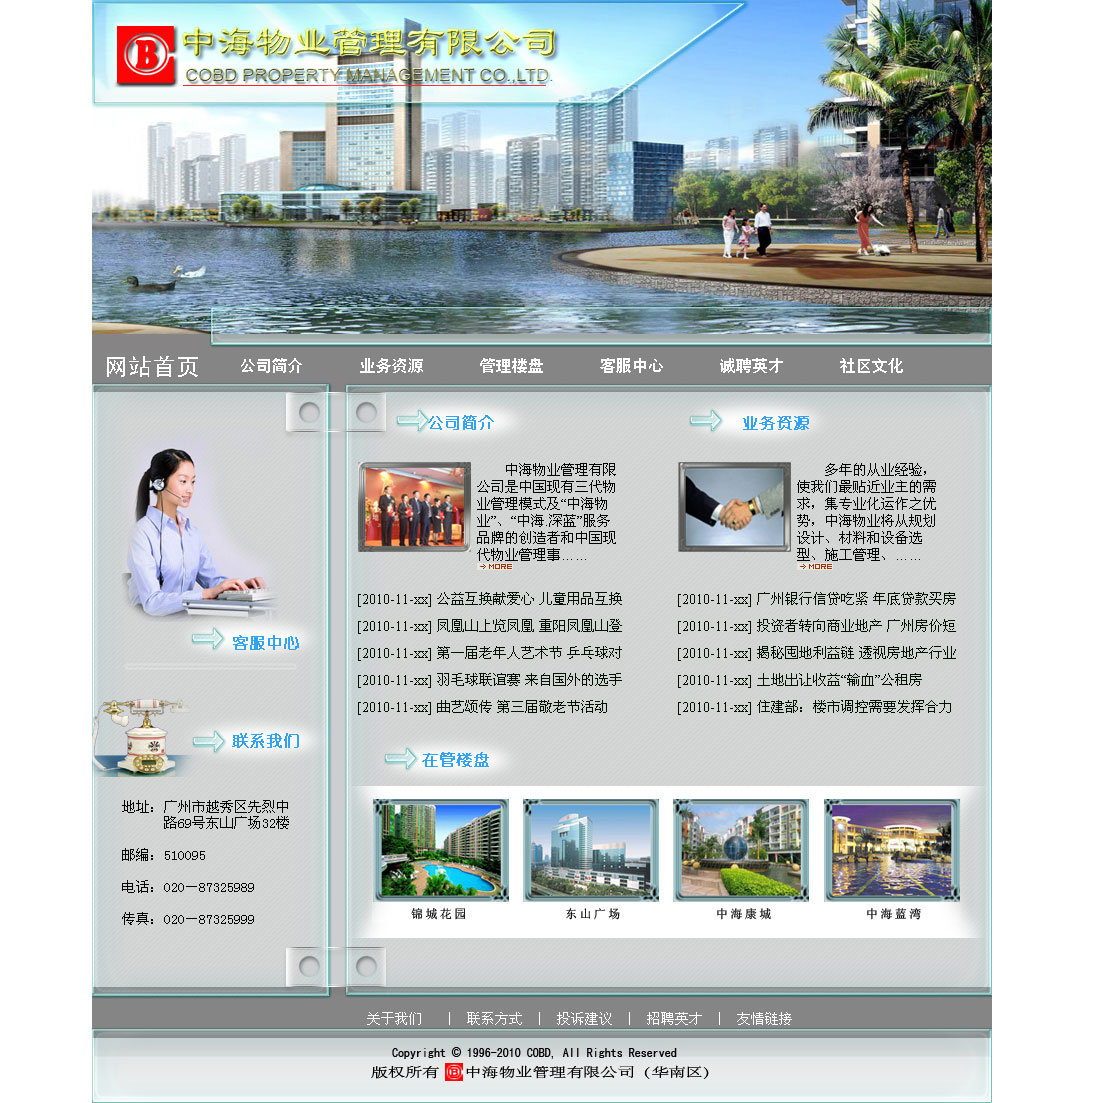 中海物业管理有限公司
COBD PROPERTY MANAGEMENT CO.,LTD.
网站首页 公司简介 业务资源 管理楼盘 客服中心 诚聘英才 社区文化
客服中心
联系我们
地址：广州市越秀区先烈中
路69号东山广场32楼
邮编：510095
电话：020－87325989
传真：020－87325999
公司简介
中海物业管理有限
公司是中国现有三代物
业管理模式及“中海物
业”、“中海.深蓝”服务
品牌的创造者和中国现
代物业管理事……
MORE
[2010-11-xx] 公益互换献爱心 儿童用品互换
[2010-11-xx] 凤凰山上览凤凰 重阳凤凰山登
[2010-11-xx] 第一届老年人艺术节 乒乓球对
[2010-11-xx] 羽毛球联谊赛 来自国外的选手
[2010-11-xx] 曲艺颂传 第三届敬老节活动
业务资源
多年的从业经验，
使我们最贴近业主的需
求，集专业化运作之优
势，中海物业将从规划
设计、材料和设备选
型、施工管理、……
MORE
[2010-11-xx] 广州银行信贷吃紧 年底贷款买房
[2010-11-xx] 投资者转向商业地产 广州房价短
[2010-11-xx] 揭秘囤地利益链 透视房地产行业
[2010-11-xx] 土地出让收益“输血”公租房
[2010-11-xx] 住建部：楼市调控需要发挥合力
在管楼盘
锦城花园 东山广场 中海康城 中海蓝湾
关于我们 | 联系方式 | 投诉建议 | 招聘英才 | 友情链接
Copyright © 1996-2010 COBD, All Rights Reserved
版权所有 中海物业管理有限公司 (华南区)